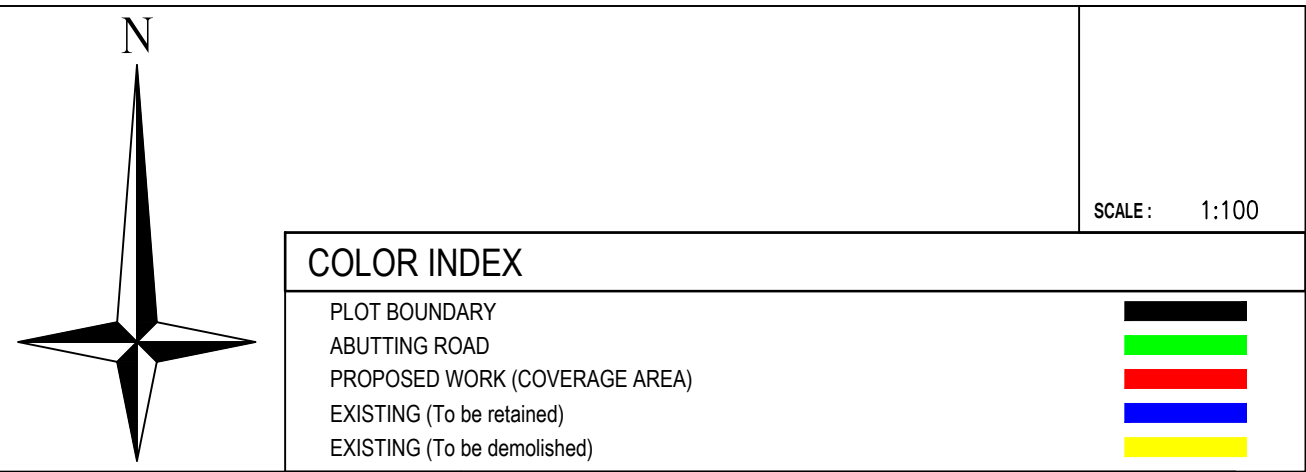 N
SCALE : 1:100
COLOR INDEX
PLOT BOUNDARY
ABUTTING ROAD
PROPOSED WORK (COVERAGE AREA)
EXISTING (To be retained)
EXISTING (To be demolished)